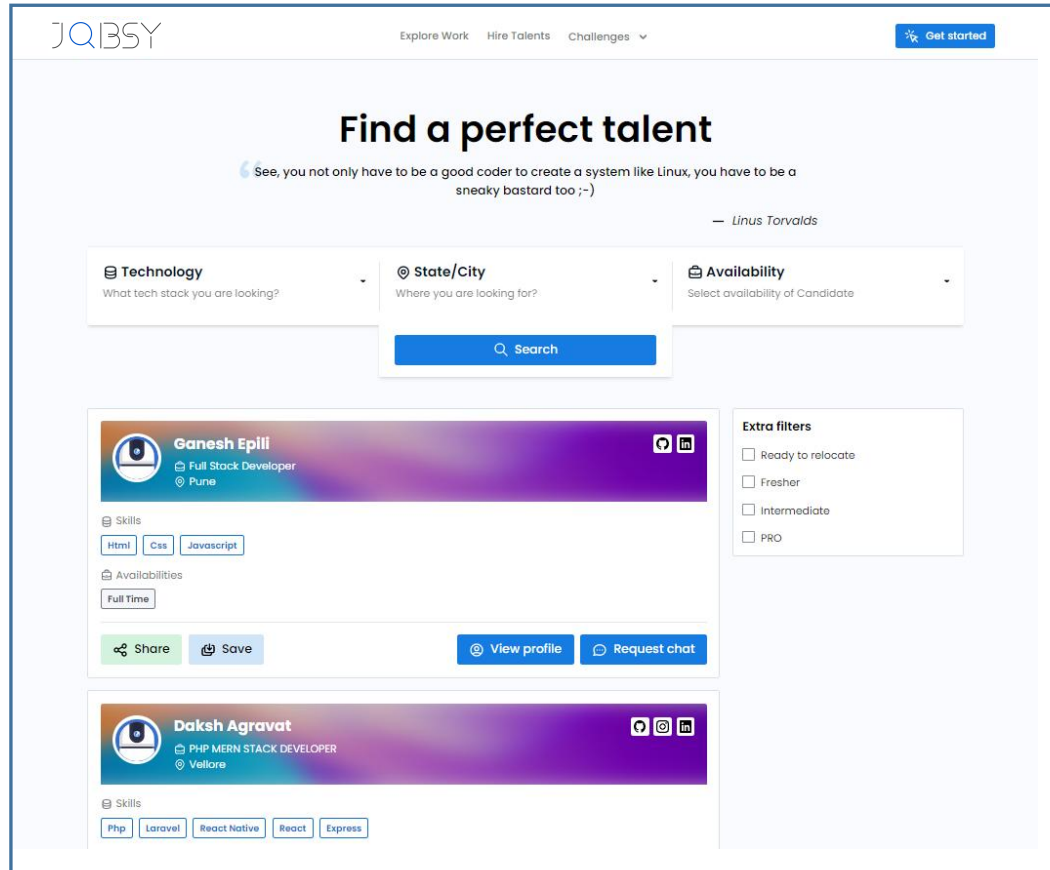 JOBSY
Explore Work Hire Talents Challenges
Get started
Find a perfect talent
“See, you not only have to be a good coder to create a system like Linux, you have to be a
sneaky bastard too ;-)
— Linus Torvalds
Technology
What tech stack you are looking?
State/City
Where you are looking for?
Availability
Select availability of Candidate
Search
Ganesh Epili
Full Stack Developer
Pune
Skills
Html Css Javascript
Availabilities
Full Time
Share Save View profile Request chat
Extra filters
Ready to relocate
Fresher
Intermediate
PRO
Daksh Agravat
PHP MERN STACK DEVELOPER
Vellore
Skills
Php Laravel React Native React Express